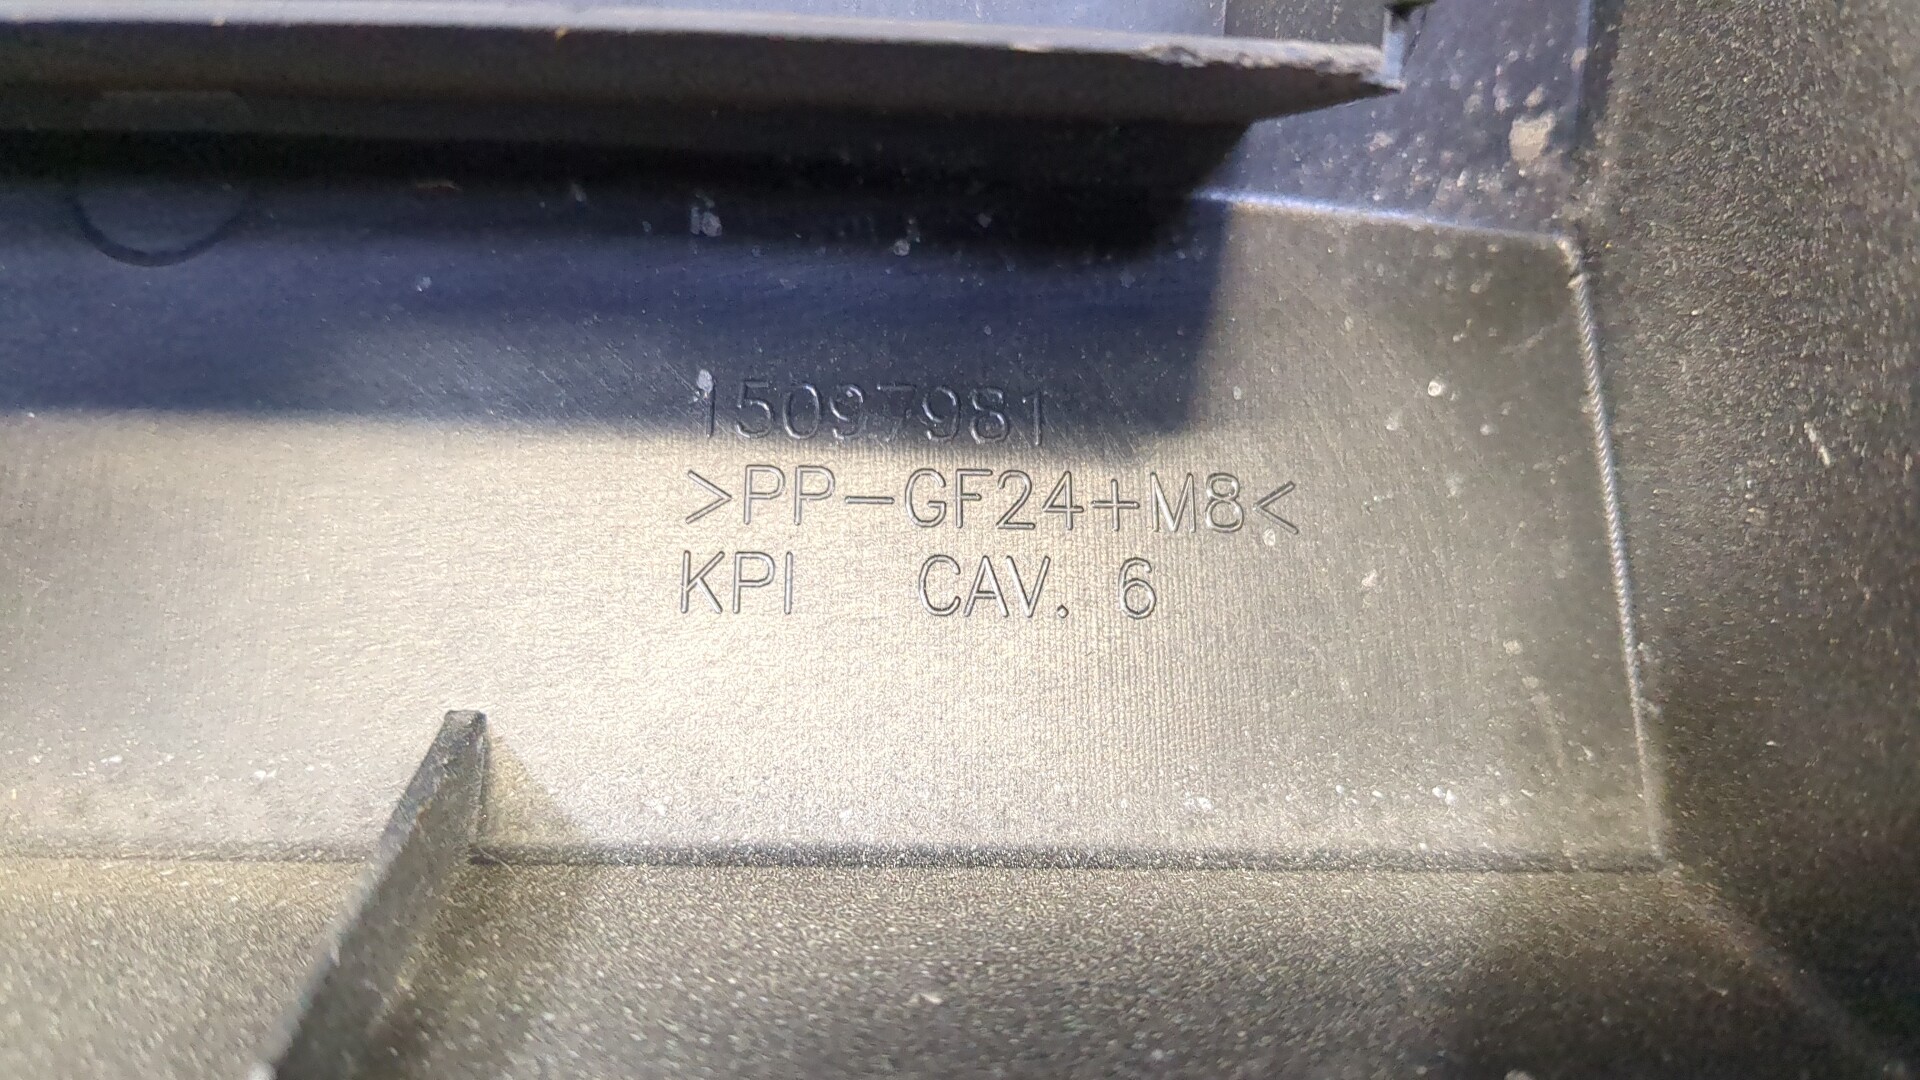 15097981
>PP-GF24+M8<
KPI CAV. 6